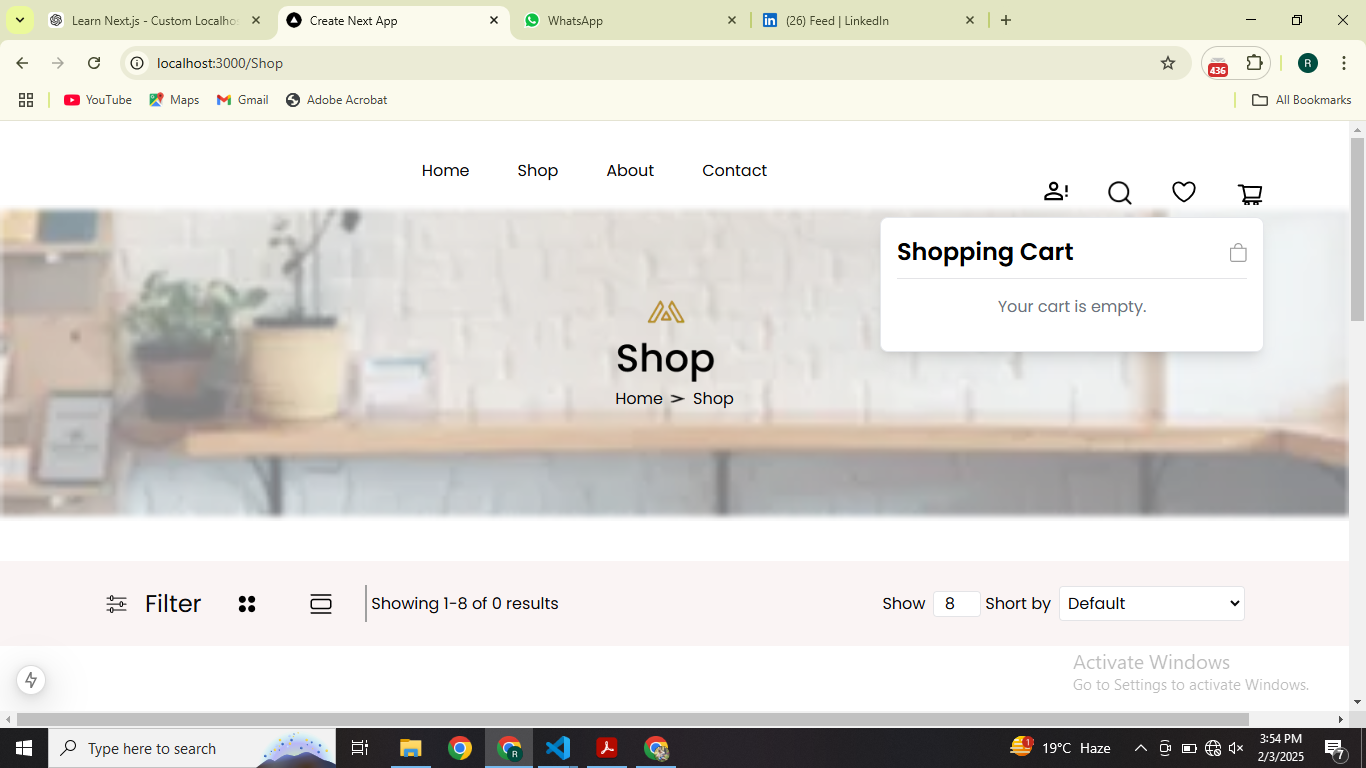 Learn Next.js - Custom Localho
Create Next App
WhatsApp
(26) Feed | LinkedIn
localhost:3000/Shop
436
R
YouTube
Maps
Gmail
Adobe Acrobat
All Bookmarks
Home
Shop
About
Contact
Shopping Cart
Your cart is empty.
Shop
Home > Shop
Filter
Showing 1-8 of 0 results
Show 8
Short by Default
Activate Windows
Go to Settings to activate Windows.
Type here to search
R
1
19°C Haze
3:54 PM
2/3/2025
7